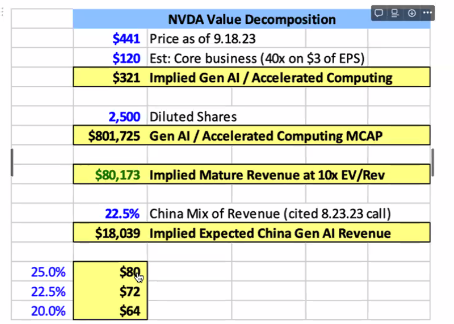 NVDA Value Decomposition
$441 Price as of 9.18.23
$120 Est: Core business (40x on $3 of EPS)
$321 Implied Gen AI / Accelerated Computing
2,500 Diluted Shares
$801,725 Gen AI / Accelerated Computing MCAP
$80,173 Implied Mature Revenue at 10x EV/Rev
22.5% China Mix of Revenue (cited 8.23.23 call)
$18,039 Implied Expected China Gen AI Revenue
25.0% $80
22.5% $72
20.0% $64